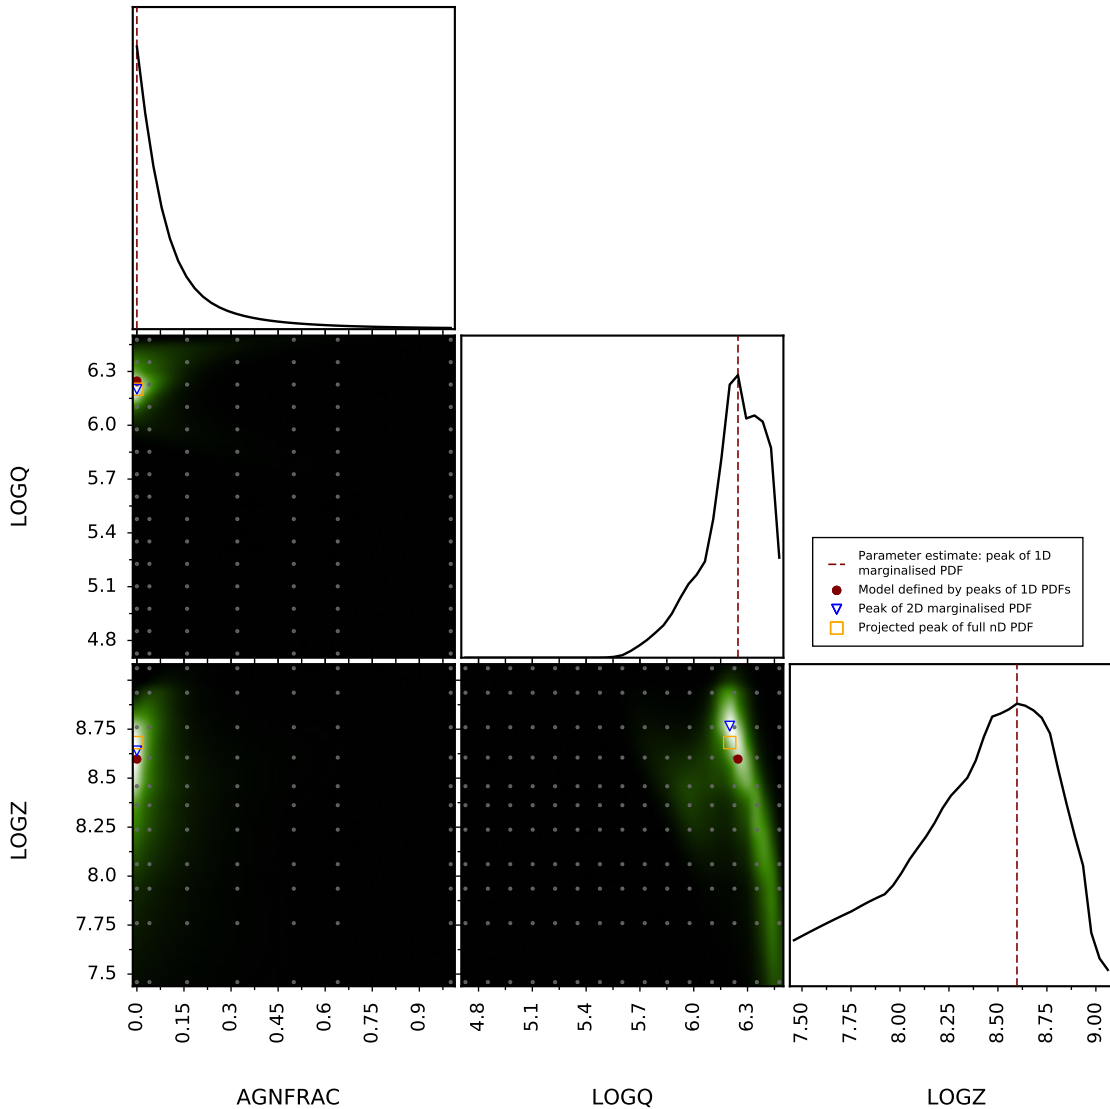 6.3
6.0
5.7
5.4
5.1
4.8
LOGQ
Parameter estimate: peak of 1D
marginalised PDF
Model defined by peaks of 1D PDFs
Peak of 2D marginalised PDF
Projected peak of full nD PDF
8.75
8.5
8.25
8.0
7.75
7.5
LOGZ
0.0 0.15 0.3 0.45 0.6 0.75 0.9
4.8 5.1 5.4 5.7 6.0 6.3
7.50 7.75 8.00 8.25 8.50 8.75 9.00
AGNFRAC
LOGQ
LOGZ